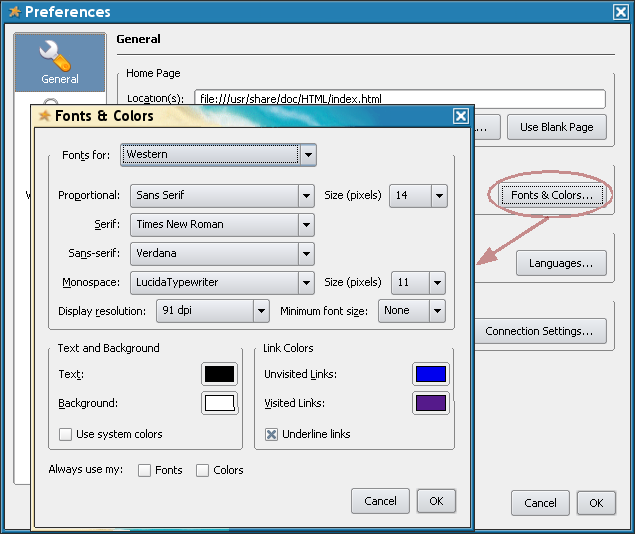 Preferences
General
General
Home Page
Location(s): file:///usr/share/doc/HTML/index.html
... Use Blank Page
Fonts & Colors...
Languages...
Connection Settings...
Cancel OK
Fonts & Colors
Fonts for: Western
Proportional: Sans Serif Size (pixels) 14
Serif: Times New Roman
Sans-serif: Verdana
Monospace: LucidaTypewriter Size (pixels) 11
Display resolution: 91 dpi Minimum font size: None
Text and Background Link Colors
Text: Unvisited Links:
Background: Visited Links:
Use system colors Underline links
Always use my: Fonts Colors
Cancel OK